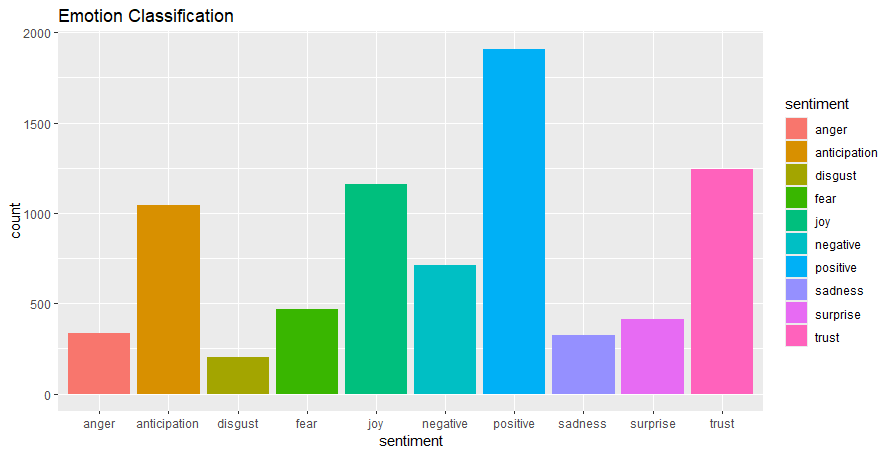 Emotion Classification
2000
1500
1000
500
0
count
anger anticipation disgust fear joy negative positive sadness surprise trust
sentiment
sentiment
anger
anticipation
disgust
fear
joy
negative
positive
sadness
surprise
trust